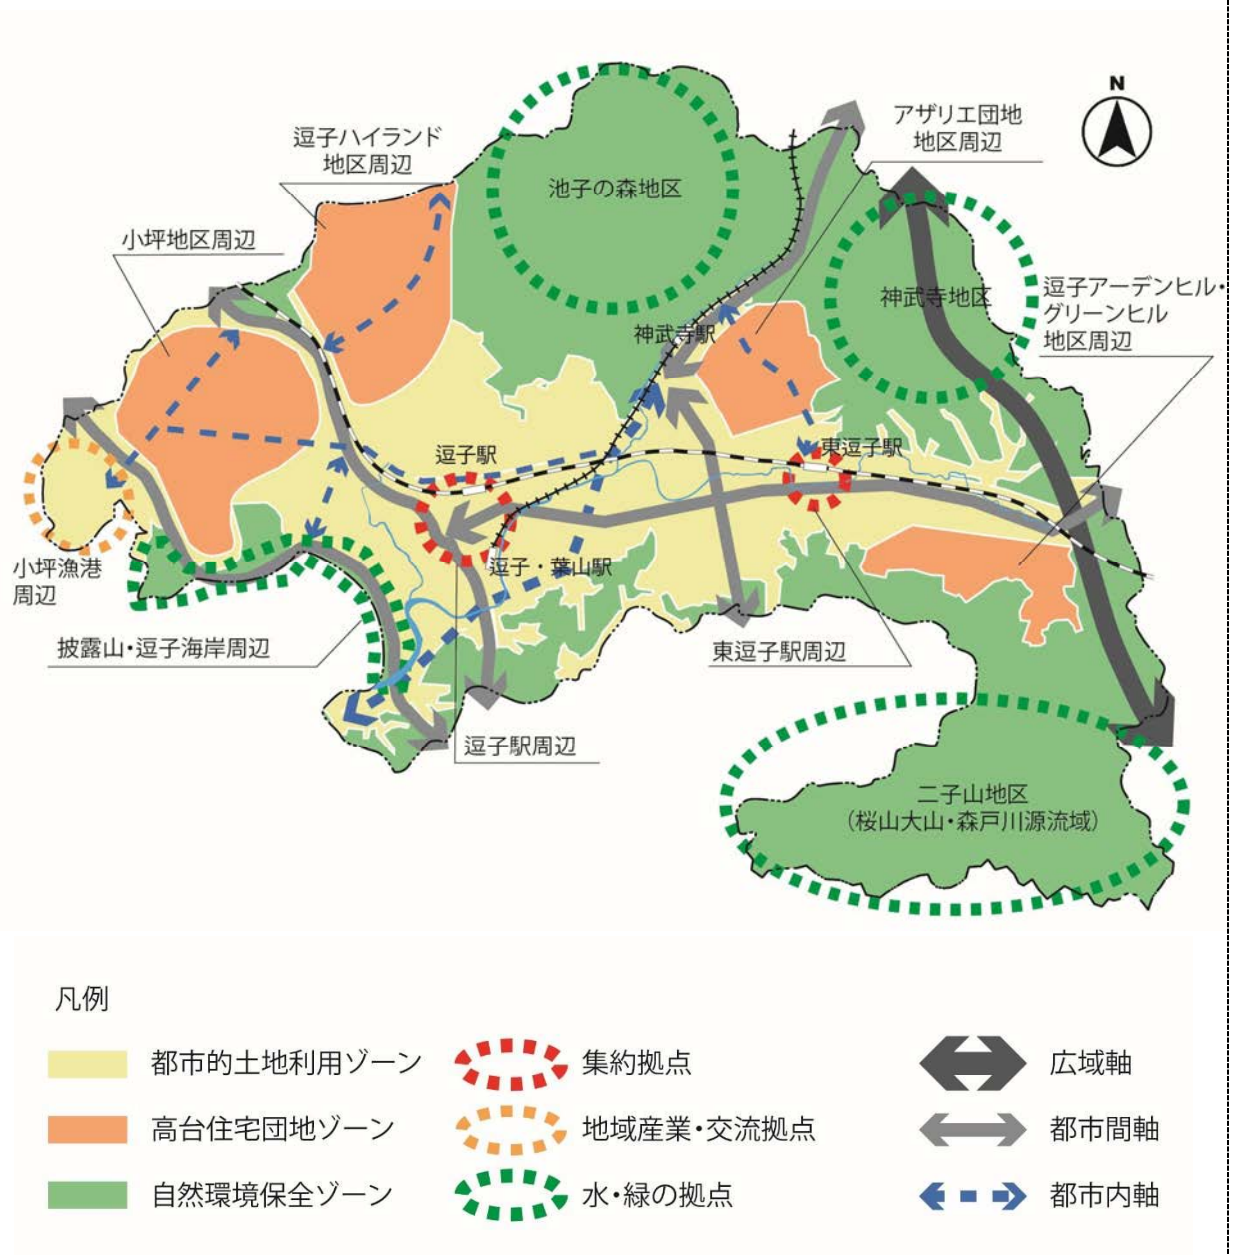 N
アザリエ団地
地区周辺
逗子ハイランド
地区周辺
池子の森地区
小坪地区周辺
神武寺地区
逗子アーデンヒル・
グリーンヒル
地区周辺
神武寺駅
逗子駅
東逗子駅
小坪漁港
周辺
逗子・葉山駅
披露山・逗子海岸周辺
東逗子駅周辺
逗子駅周辺
二子山地区
(桜山大山・森戸川源流域)
凡例
都市的土地利用ゾーン
集約拠点
広域軸
高台住宅団地ゾーン
地域産業・交流拠点
都市間軸
自然環境保全ゾーン
水・緑の拠点
都市内軸